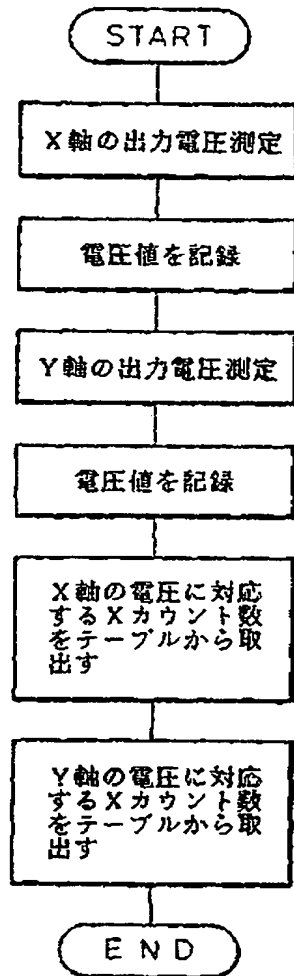 START
X軸の出力電圧測定
電圧値を記録
Y軸の出力電圧測定
電圧値を記録
X軸の電圧に対応
するXカウント数
をテーブルから取
出す
Y軸の電圧に対応
するXカウント数
をテーブルから取
出す
END